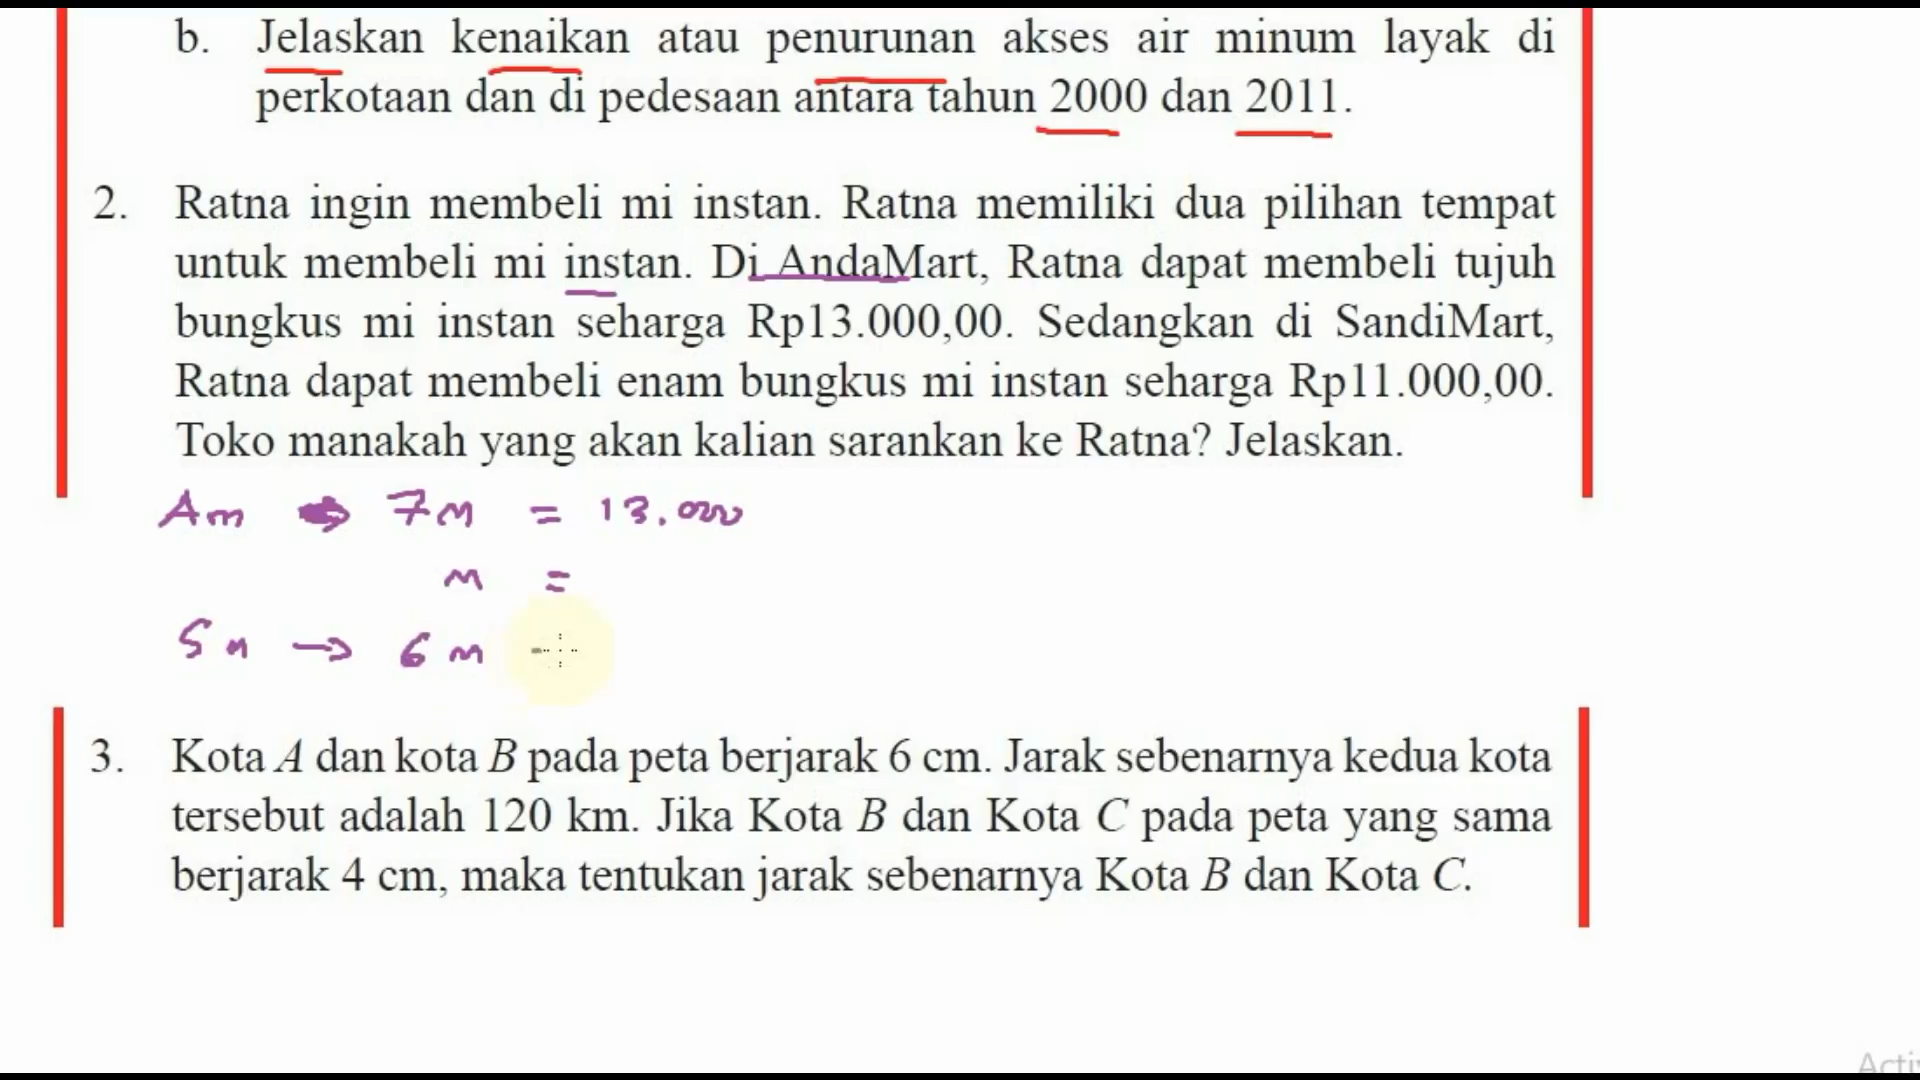 b. Jelaskan kenaikan atau penurunan akses air minum layak di
perkotaan dan di pedesaan antara tahun 2000 dan 2011.
2. Ratna ingin membeli mi instan. Ratna memiliki dua pilihan tempat
untuk membeli mi instan. Di AndaMart, Ratna dapat membeli tujuh
bungkus mi instan seharga Rp13.000,00. Sedangkan di SandiMart,
Ratna dapat membeli enam bungkus mi instan seharga Rp11.000,00.
Toko manakah yang akan kalian sarankan ke Ratna? Jelaskan.
Am → 7M = 13.000
M =
SM → 6M
3. Kota A dan kota B pada peta berjarak 6 cm. Jarak sebenarnya kedua kota
tersebut adalah 120 km. Jika Kota B dan Kota C pada peta yang sama
berjarak 4 cm, maka tentukan jarak sebenarnya Kota B dan Kota C.